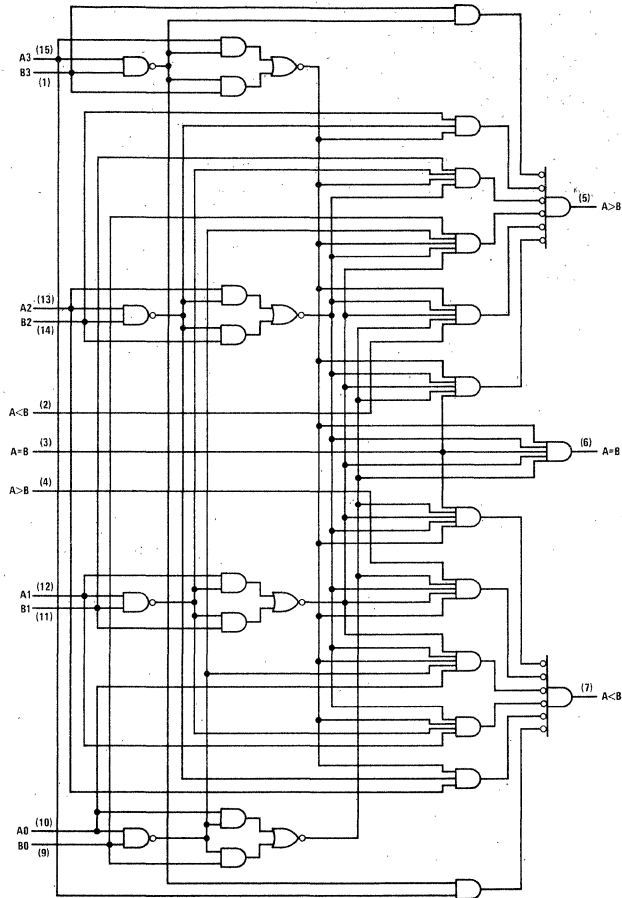 A3 (15)
B3
(1)
(5) A>B
A2 (13)
B2
(14)
A<B (2)
A=B (3)
(6) A=B
A>B (4)
A1 (12)
B1
(11)
(7) A<B
A0 (10)
B0
(9)